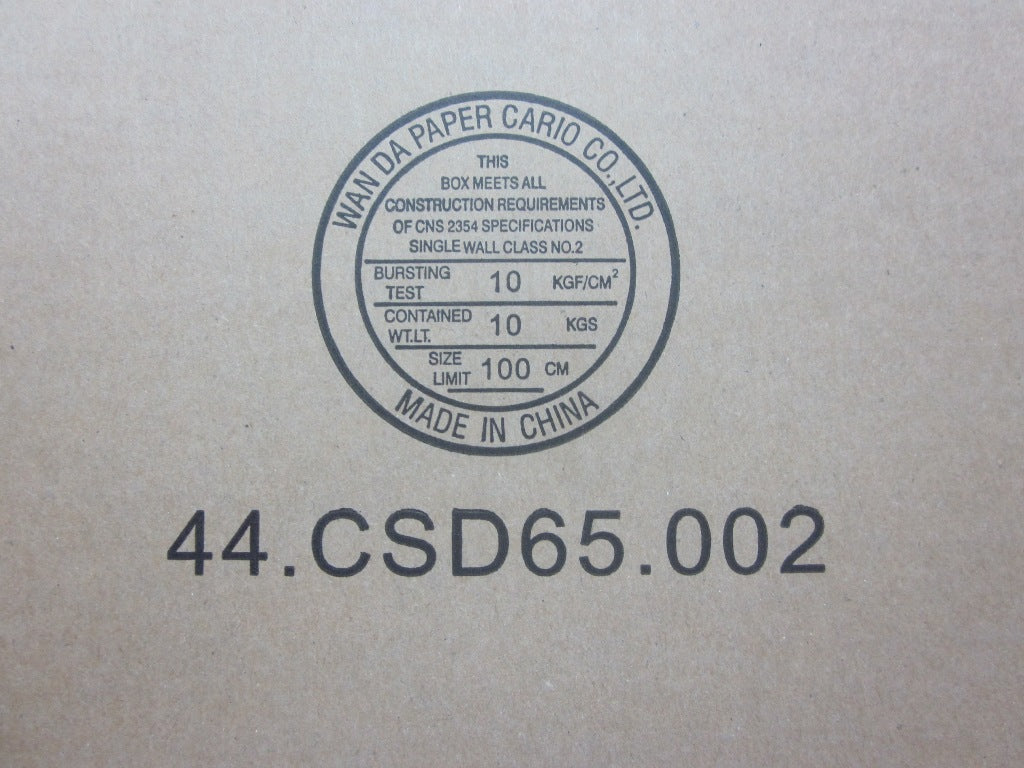 WAN DA PAPER CARIO CO., LTD.
THIS
BOX MEETS ALL
CONSTRUCTION REQUIREMENTS
OF CNS 2354 SPECIFICATIONS
SINGLE WALL CLASS NO.2
BURSTING TEST 10 KGF/CM²
CONTAINED WT.LT. 10 KGS
SIZE LIMIT 100 CM
MADE IN CHINA
44.CSD65.002